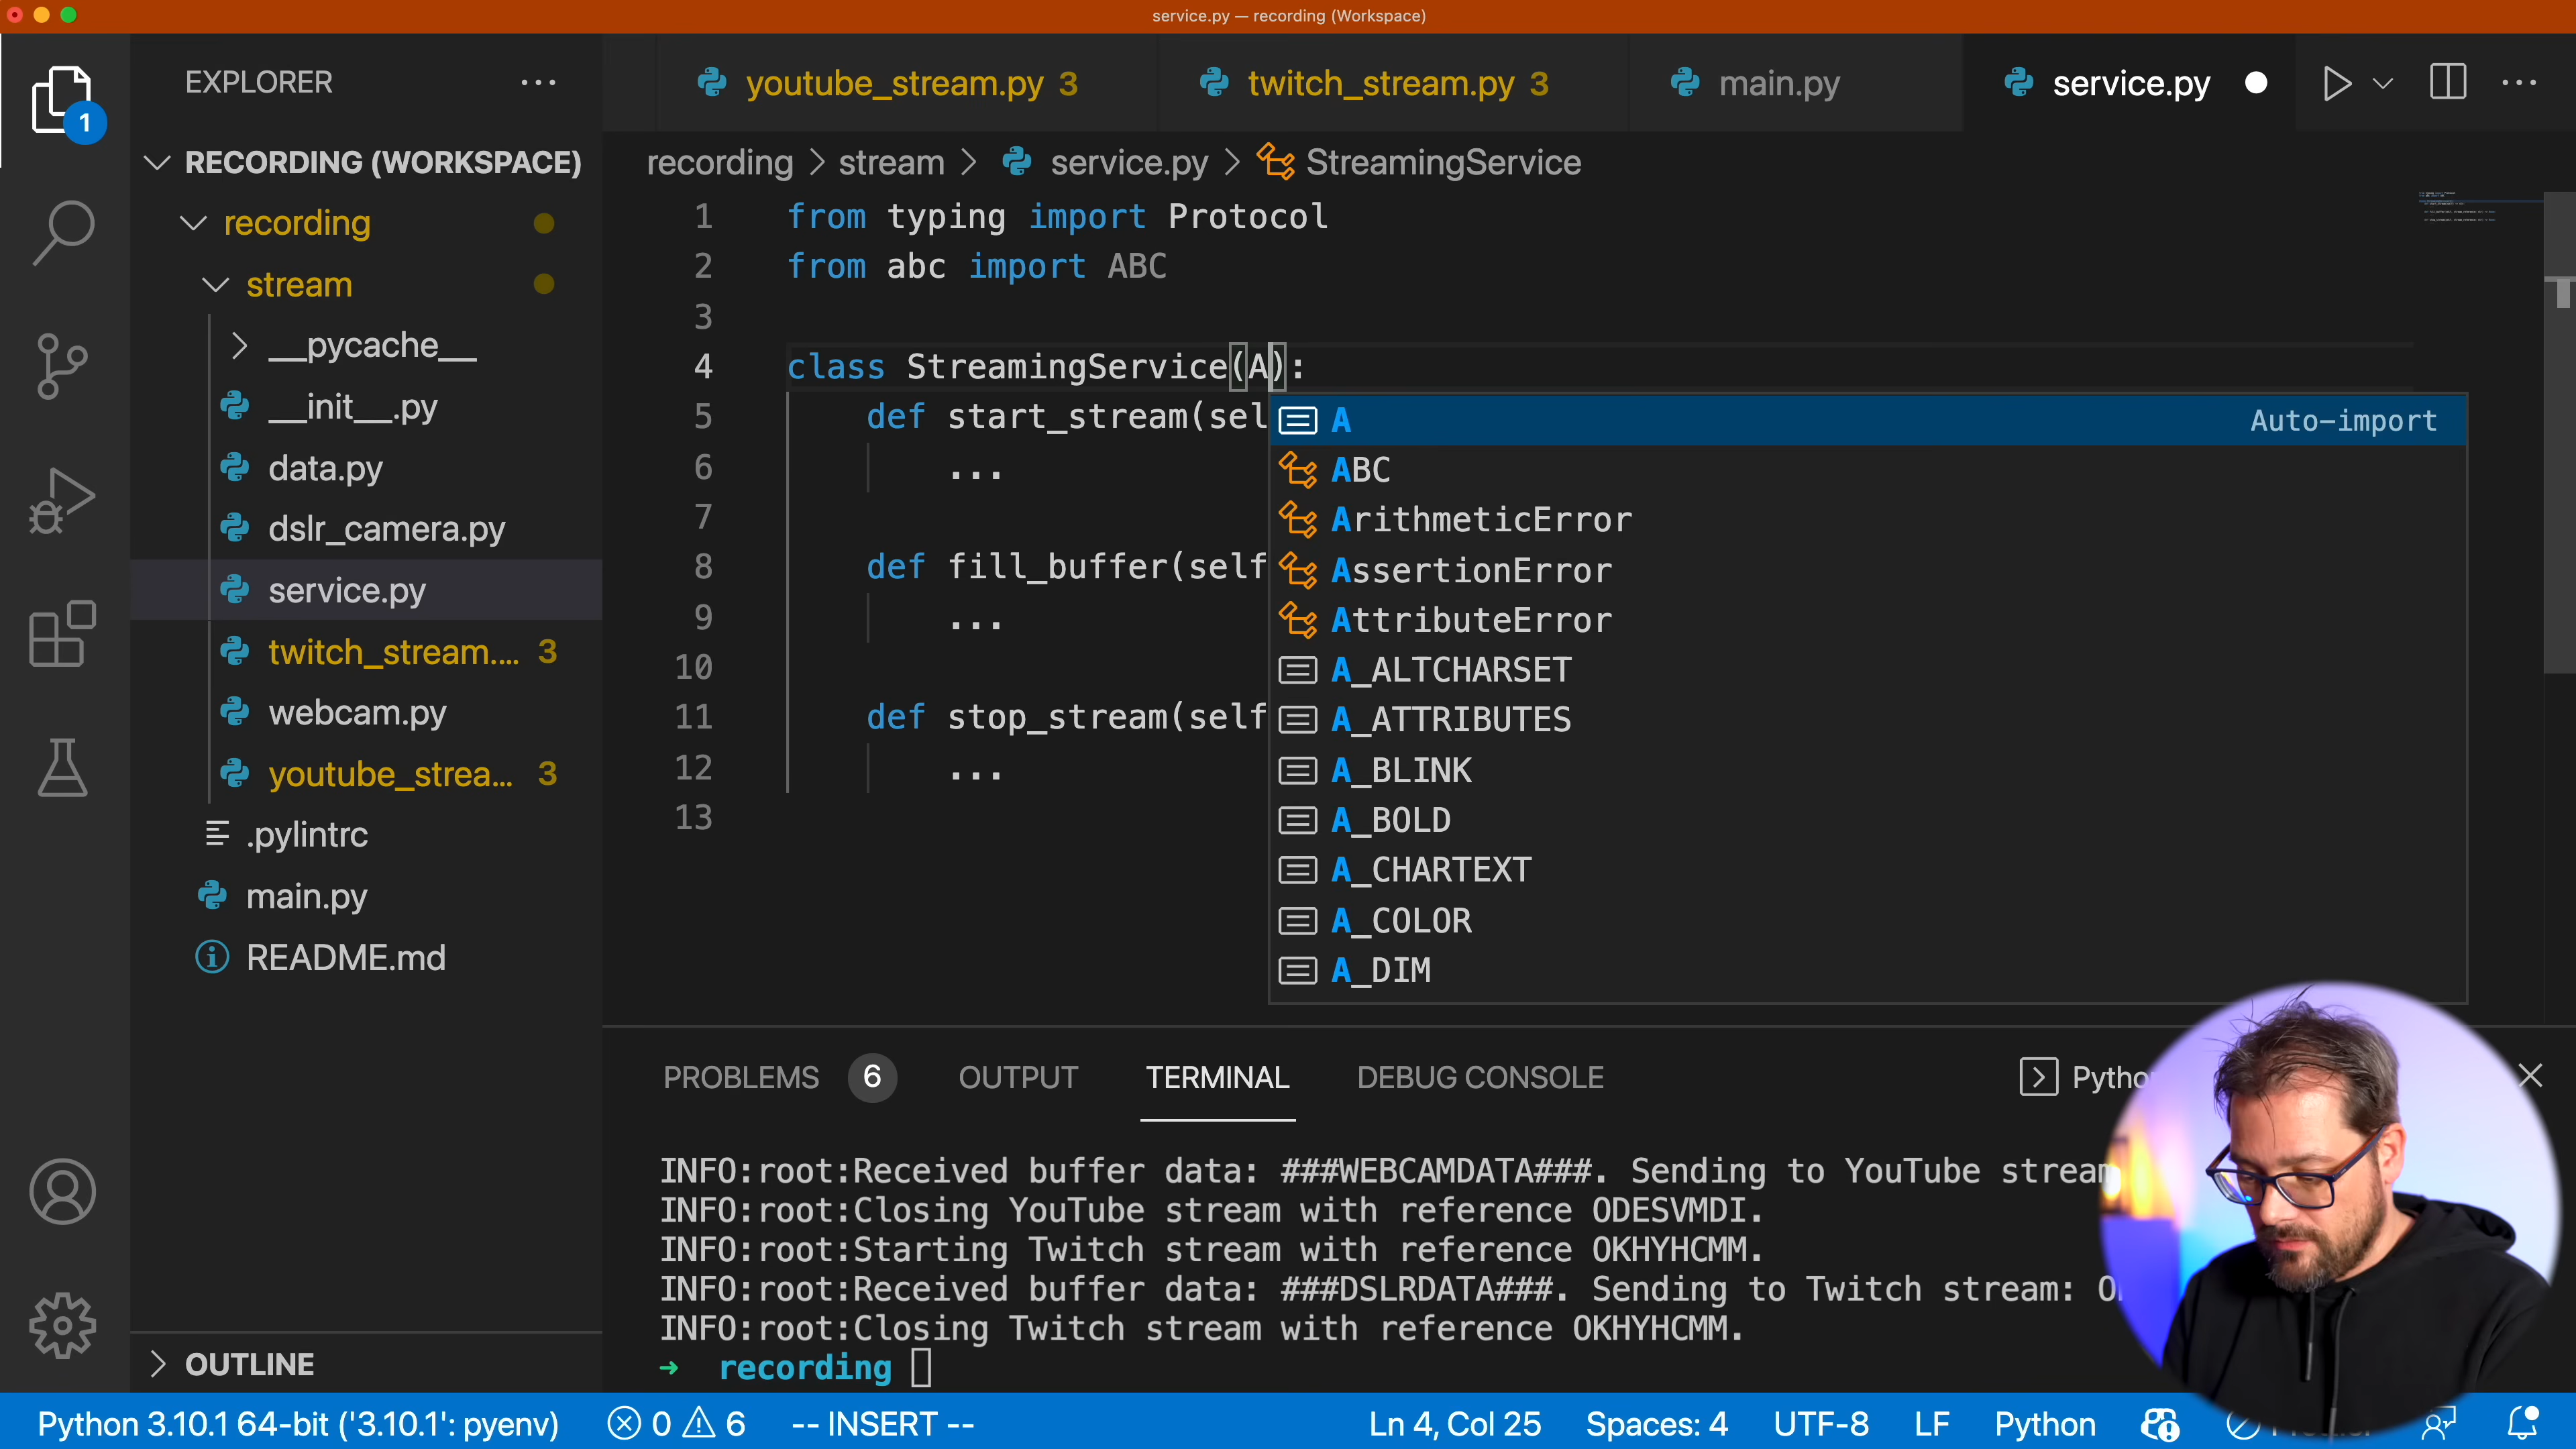 service.py — recording (Workspace)
EXPLORER
youtube_stream.py 3
twitch_stream.py 3
main.py
service.py
1
RECORDING (WORKSPACE)
recording
stream
__pycache__
__init__.py
data.py
dslr_camera.py
service.py
twitch_stream.... 3
webcam.py
youtube_strea... 3
.pylintrc
main.py
README.md
OUTLINE
recording > stream > service.py > StreamingService
1 from typing import Protocol
2 from abc import ABC
3
4 class StreamingService(A):
5 def start_stream(sel
6 ...
7
8 def fill_buffer(self
9 ...
10
11 def stop_stream(self
12 ...
13
A Auto-import
ABC
ArithmeticError
AssertionError
AttributeError
A_ALTCHARSET
A_ATTRIBUTES
A_BLINK
A_BOLD
A_CHARTEXT
A_COLOR
A_DIM
PROBLEMS 6 OUTPUT TERMINAL DEBUG CONSOLE
INFO:root:Received buffer data: ###WEBCAMDATA###. Sending to YouTube stream
INFO:root:Closing YouTube stream with reference ODESVMDI.
INFO:root:Starting Twitch stream with reference OKHYHCMM.
INFO:root:Received buffer data: ###DSLRDATA###. Sending to Twitch stream:
INFO:root:Closing Twitch stream with reference OKHYHCMM.
➜ recording
Python 3.10.1 64-bit ('3.10.1': pyenv) 0 6 -- INSERT -- Ln 4, Col 25 Spaces: 4 UTF-8 LF Python